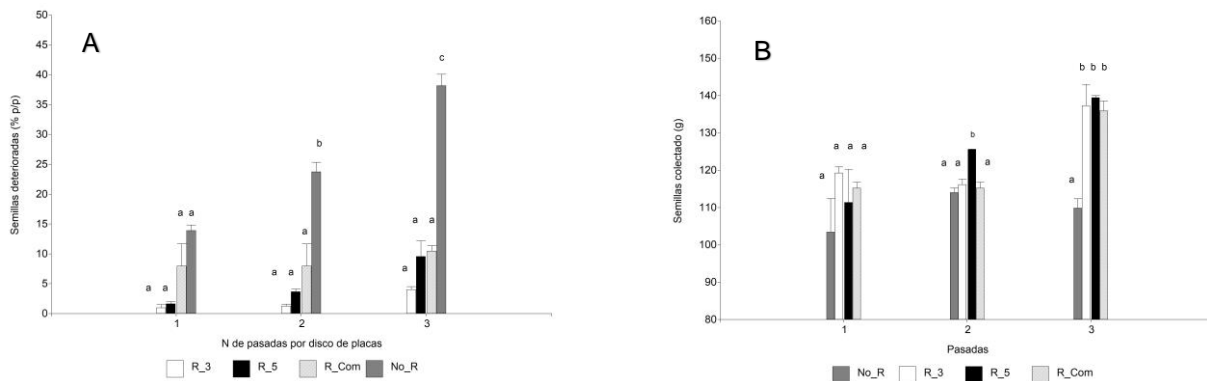 A
Semillas deterioradas (% p/p)
50
45
40
35
30
25
20
15
10
5
0
a a a a
a a a b
a a a c
1 2 3
N de pasadas por disco de placas
R_3 R_5 R_Com No_R
B
Semillas colectado (g)
160
150
140
130
120
110
100
90
80
a a a a
a a b a
a b b b
1 2 3
Pasadas
No_R R_3 R_5 R_Com